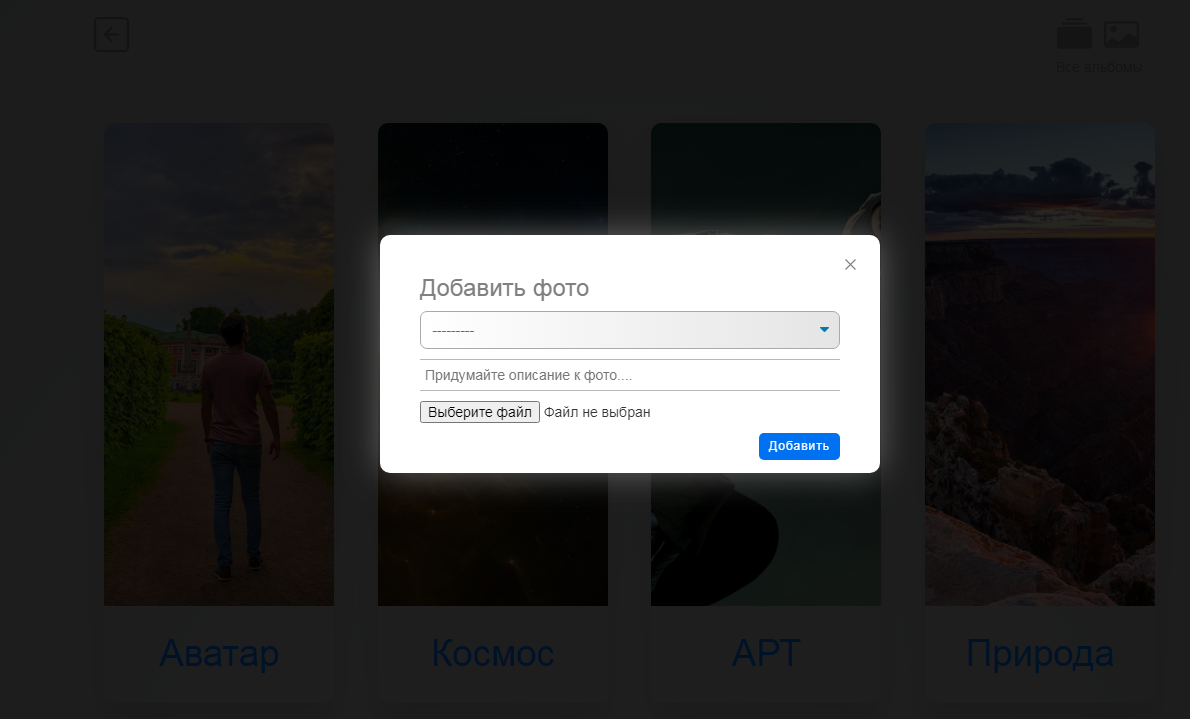 Все альбомы
Добавить фото
---------
Придумайте описание к фото....
Выберите файл Файл не выбран
Добавить
Аватар Космос АРТ Природа